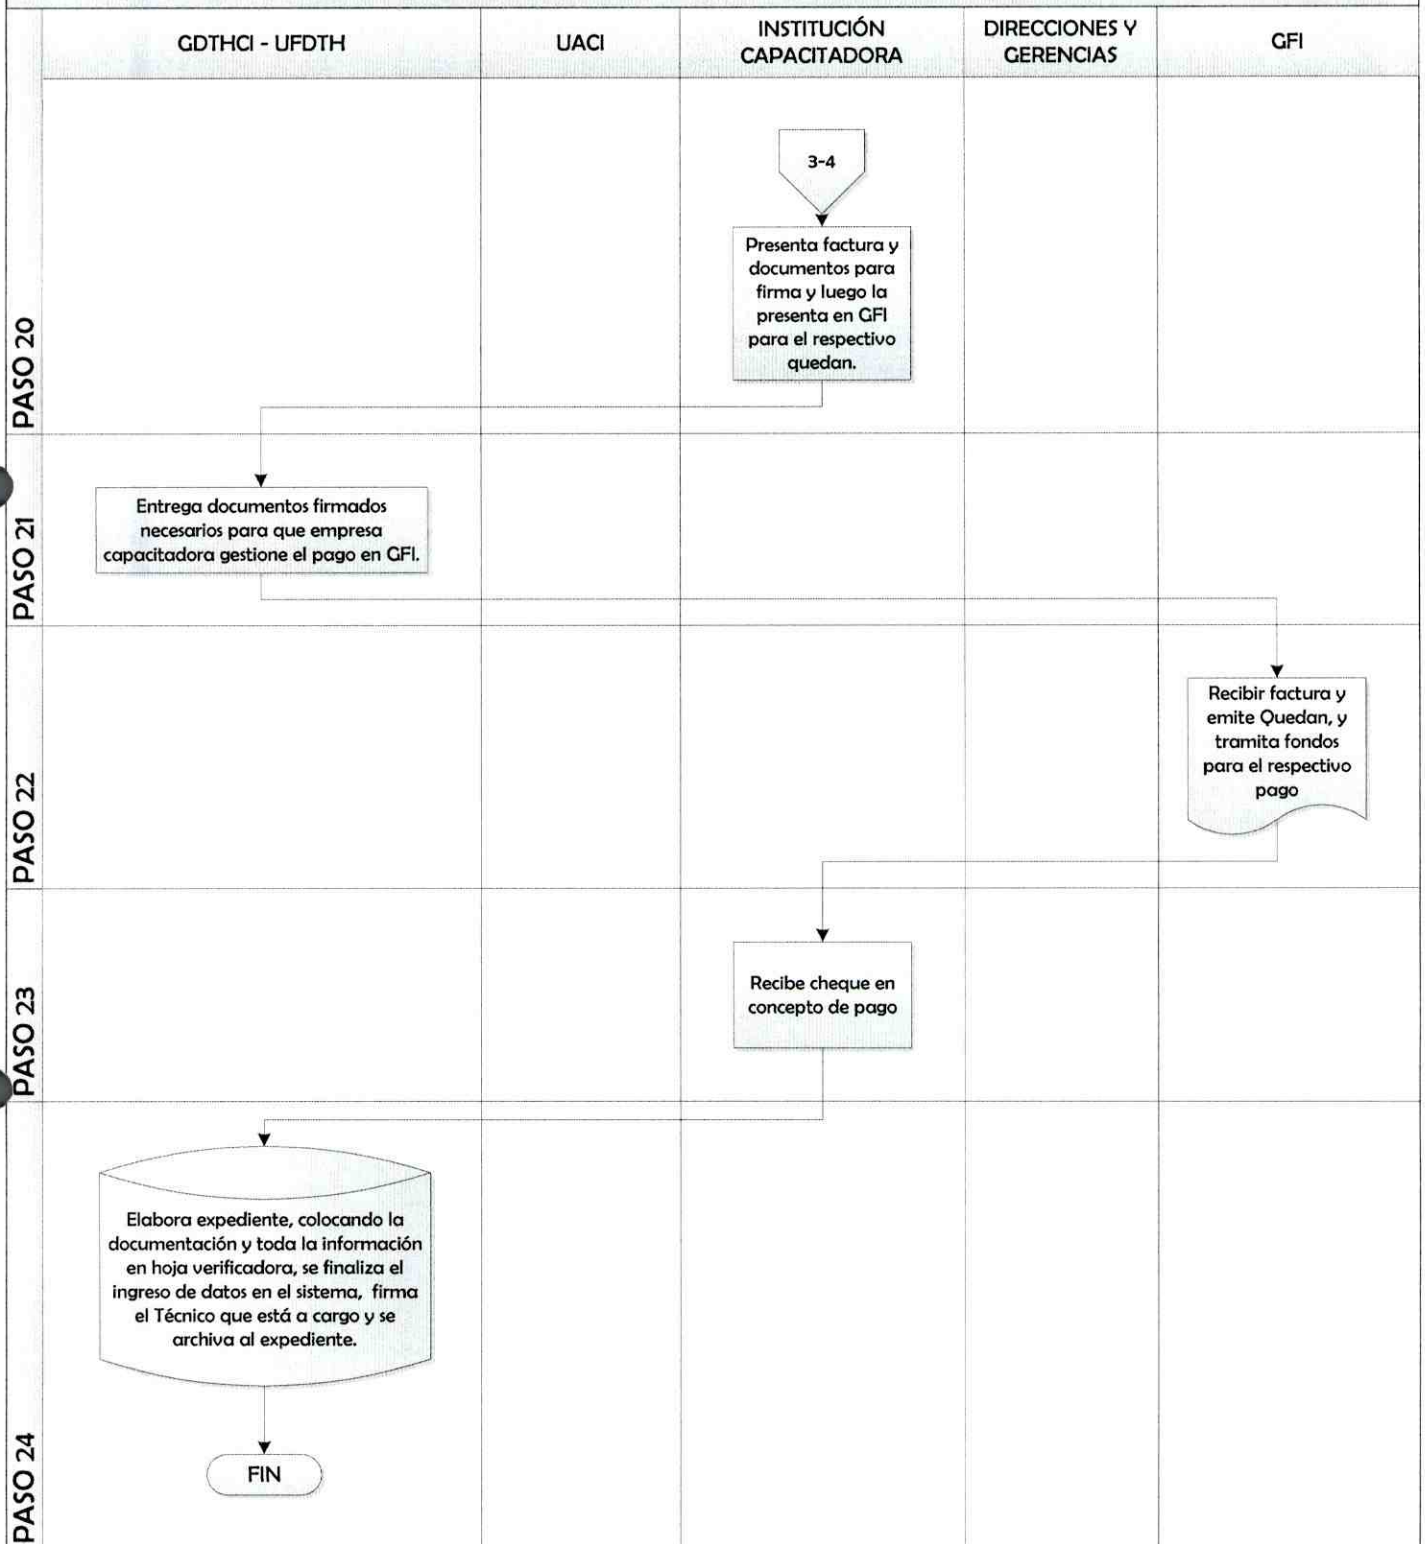 GDTHCI - UFDTH
UACI
INSTITUCIÓN
CAPACITADORA
DIRECCIONES Y
GERENCIAS
GFI
PASO 20
3-4
Presenta factura y
documentos para
firma y luego la
presenta en GFI
para el respectivo
quedan.
PASO 21
Entrega documentos firmados
necesarios para que empresa
capacitadora gestione el pago en GFI.
PASO 22
Recibir factura y
emite Quedan, y
tramita fondos
para el respectivo
pago
PASO 23
Recibe cheque en
concepto de pago
PASO 24
Elabora expediente, colocando la
documentación y toda la información
en hoja verificadora, se finaliza el
ingreso de datos en el sistema, firma
el Técnico que está a cargo y se
archiva al expediente.
FIN